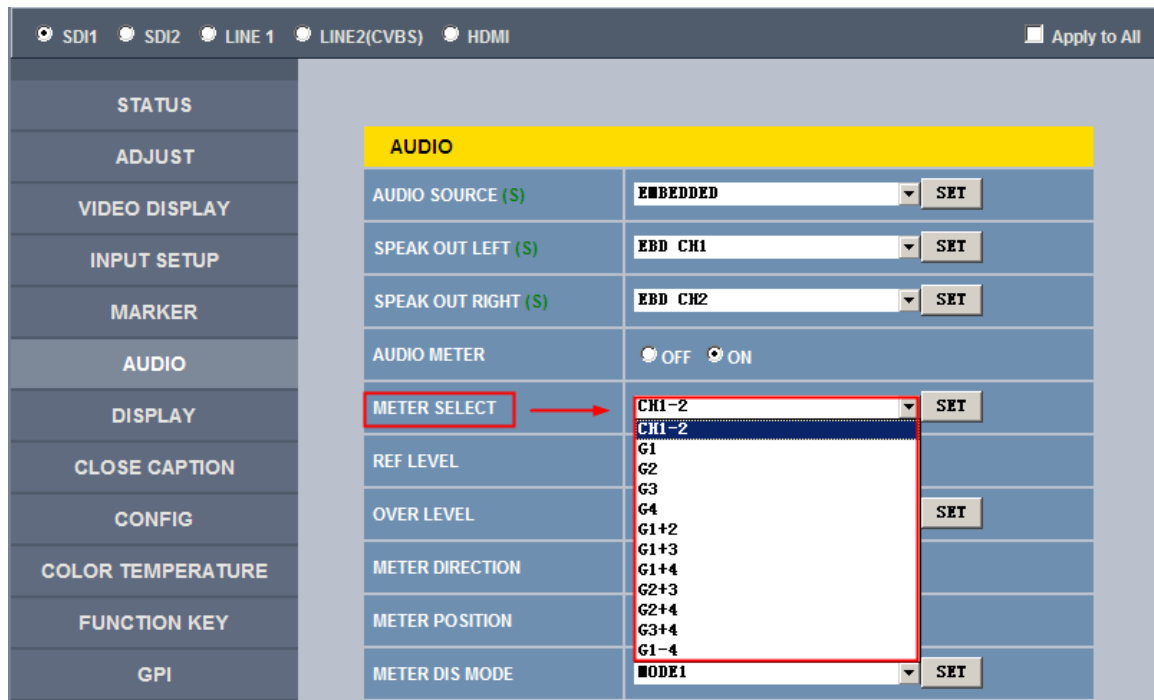 SDI1 SDI2 LINE 1 LINE2(CVBS) HDMI Apply to All
STATUS
ADJUST
VIDEO DISPLAY
INPUT SETUP
MARKER
AUDIO
DISPLAY
CLOSE CAPTION
CONFIG
COLOR TEMPERATURE
FUNCTION KEY
GPI
AUDIO
AUDIO SOURCE (S) EMBEDDED SET
SPEAK OUT LEFT (S) EBD CH1 SET
SPEAK OUT RIGHT (S) EBD CH2 SET
AUDIO METER OFF ON
METER SELECT CH1-2 SET
CH1-2
G1
REF LEVEL
G2
G3
G4
OVER LEVEL SET
G1+2
G1+3
G1+4
METER DIRECTION
G2+3
G2+4
METER POSITION
G3+4
G1-4
METER DIS MODE MODE1 SET